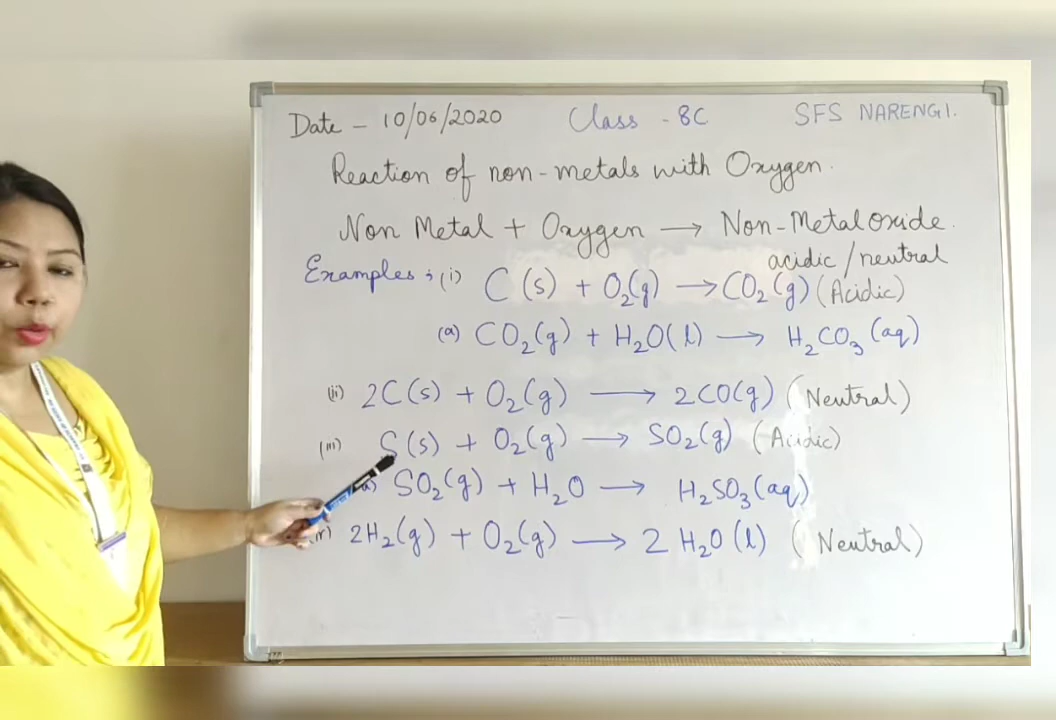 Date - 10/06/2020 Class - 8C SFS NARENGI.
Reaction of non-metals with Oxygen.
Non Metal + Oxygen → Non-Metal oxide.
acidic / neutral
Examples ; (i) C (s) + O₂(g) → CO₂(g) (Acidic)
(a) CO₂(g) + H₂O(l) → H₂CO₃(aq)
(ii) 2C(s) + O₂(g) → 2CO(g) (Neutral)
(iii) S(s) + O₂(g) → SO₂(g) (Acidic)
SO₂(g) + H₂O → H₂SO₃(aq)
2H₂(g) + O₂(g) → 2 H₂O (l) (Neutral)